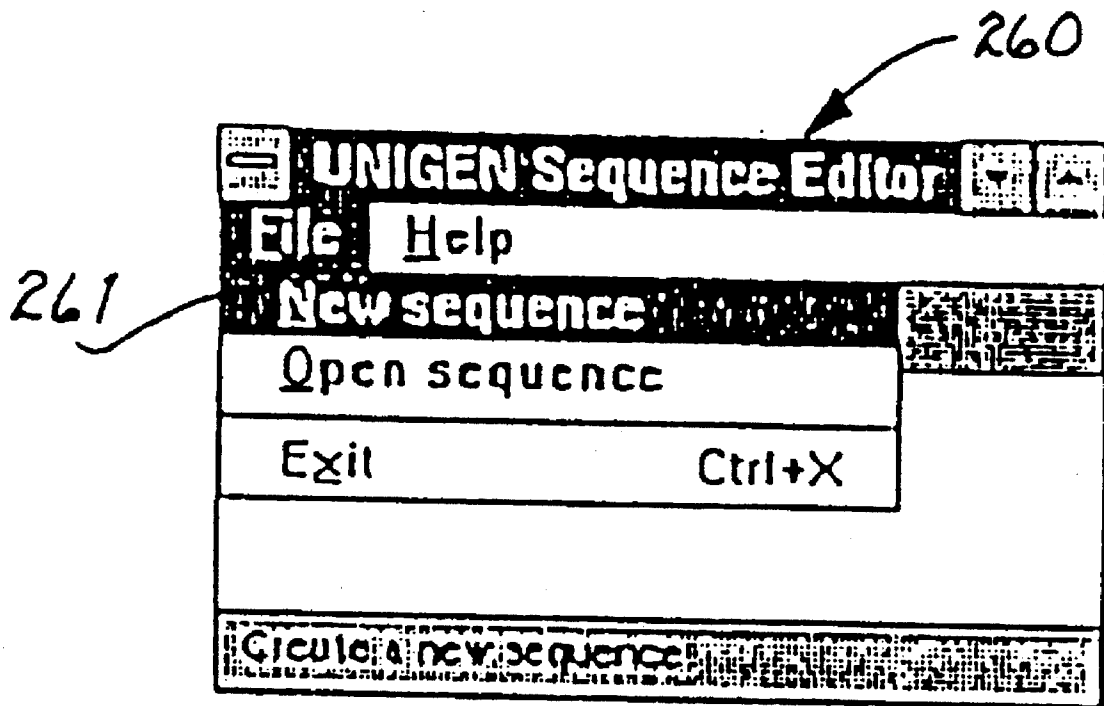 260
UNIGEN Sequence Editor
File Help
261
New sequence
Open sequence
Exit Ctrl+X
Create a new sequence